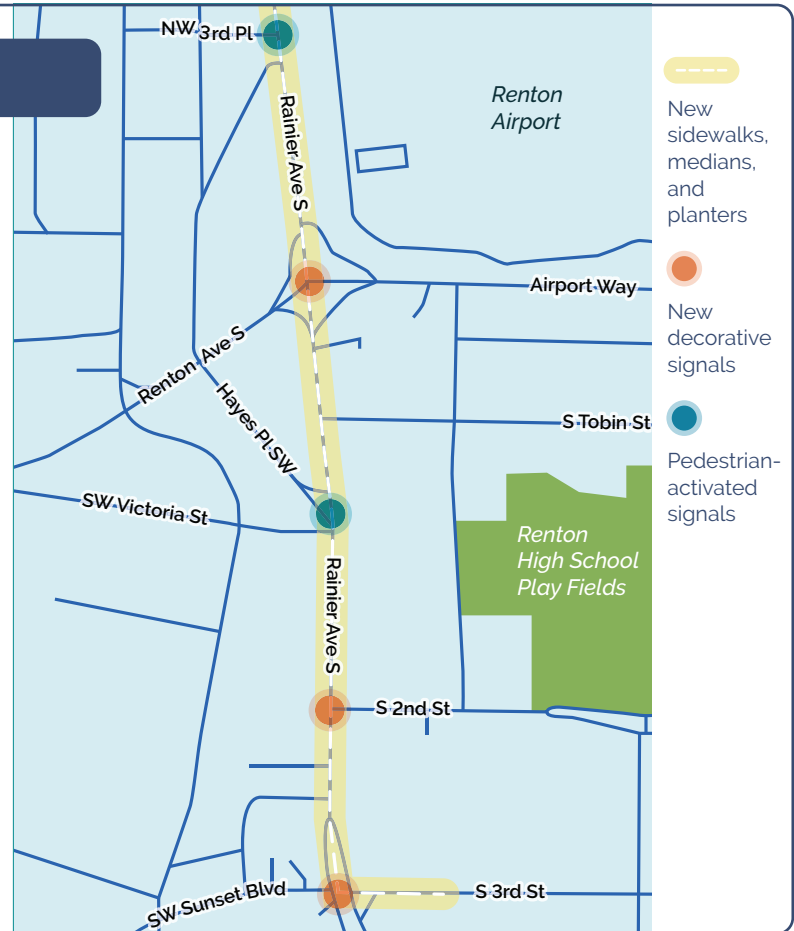 NW 3rd Pl
Rainier Ave S
Renton
Airport
Airport Way
Renton Ave S
Hayes Pl SW
S Tobin St
SW Victoria St
Rainier Ave S
Renton
High School
Play Fields
S 2nd St
SW Sunset Blvd
S 3rd St
New
sidewalks,
medians,
and
planters
New
decorative
signals
Pedestrian-
activated
signals